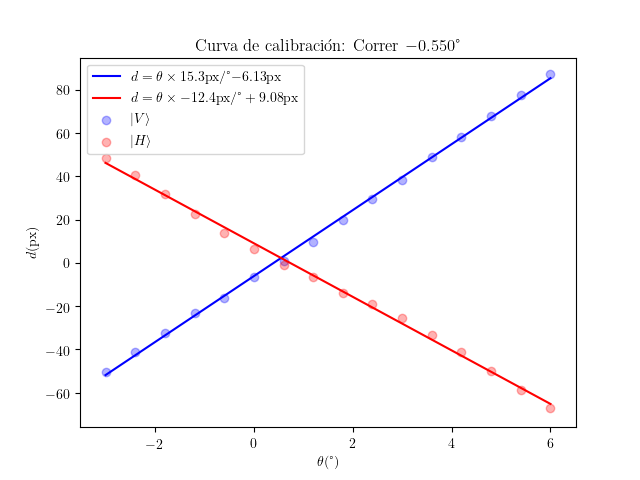 Curva de calibración: Correr −0.550°
d = θ × 15.3px/°−6.13px
d = θ × −12.4px/° + 9.08px
|V⟩
|H⟩
80
60
40
20
0
−20
−40
−60
d(px)
−2
0
2
4
6
θ(°)